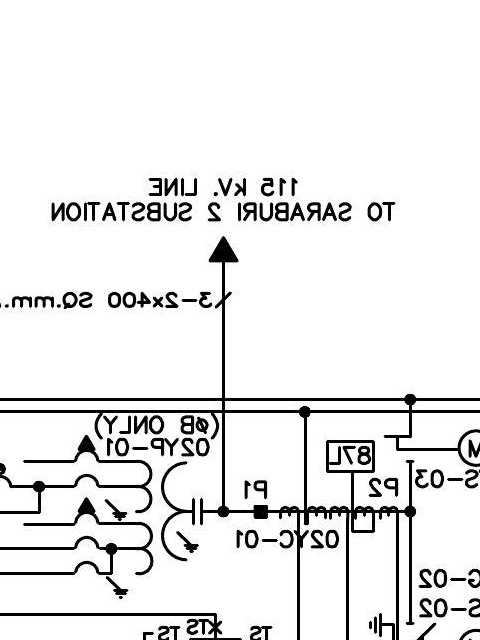 115 kV. LINE
TO SARABURI 2 SUBSTATION
3-2x400 SQ.mm.
(øB ONLY)
02YP-01
87L
M
P1
P2
S-03
02YC-01
G-02
S-02
XTS
TS
TS